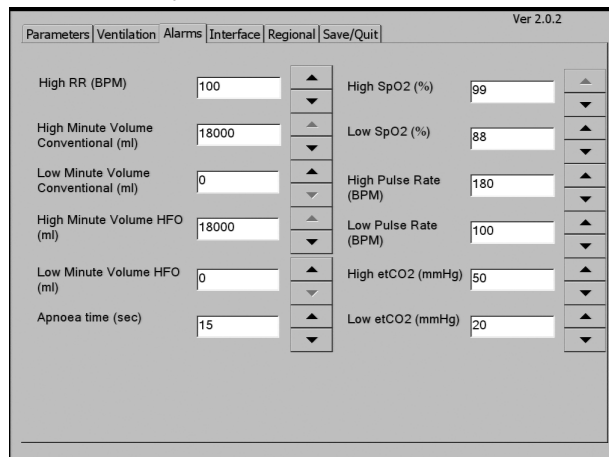 Ver 2.0.2
Parameters Ventilation Alarms Interface Regional Save/Quit
High RR (BPM) 100
High Minute Volume
Conventional (ml) 18000
Low Minute Volume
Conventional (ml) 0
High Minute Volume HFO
(ml) 18000
Low Minute Volume HFO
(ml) 0
Apnoea time (sec) 15
High SpO2 (%) 99
Low SpO2 (%) 88
High Pulse Rate
(BPM) 180
Low Pulse Rate
(BPM) 100
High etCO2 (mmHg) 50
Low etCO2 (mmHg) 20